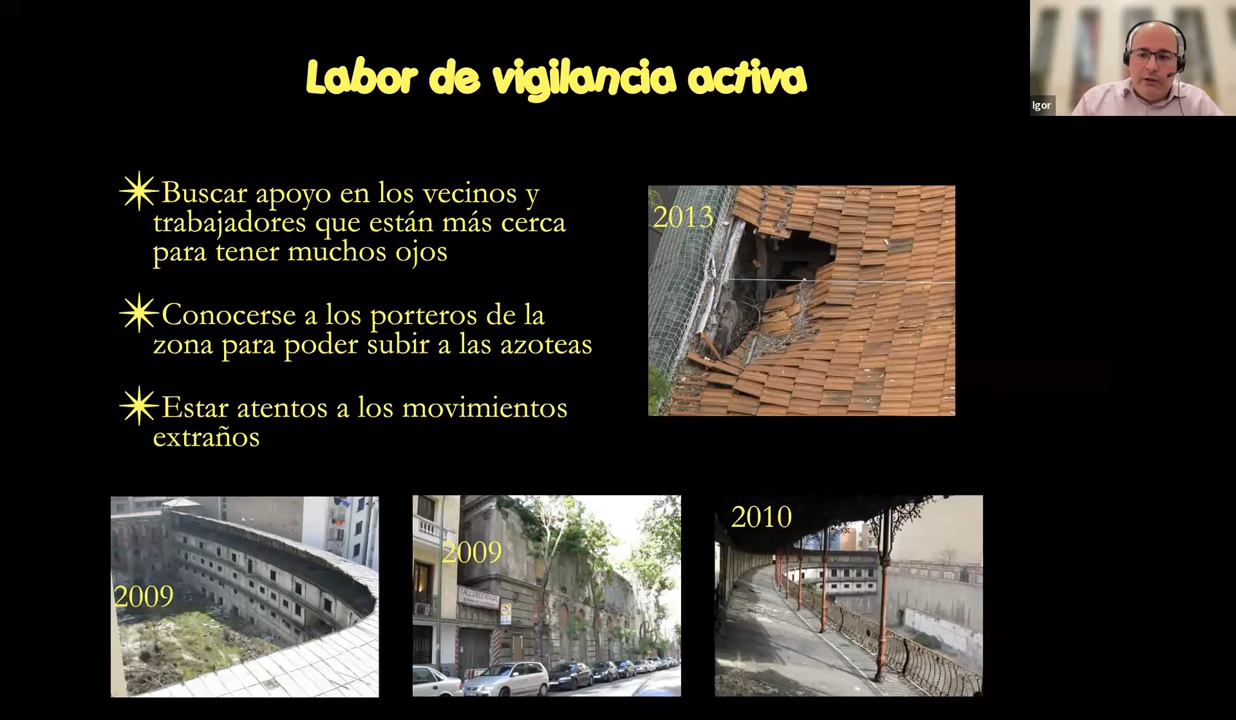 Labor de vigilancia activa
Igor
Buscar apoyo en los vecinos y
trabajadores que están más cerca
para tener muchos ojos
Conocerse a los porteros de la
zona para poder subir a las azoteas
Estar atentos a los movimientos
extraños
2013
2009
2009
2010